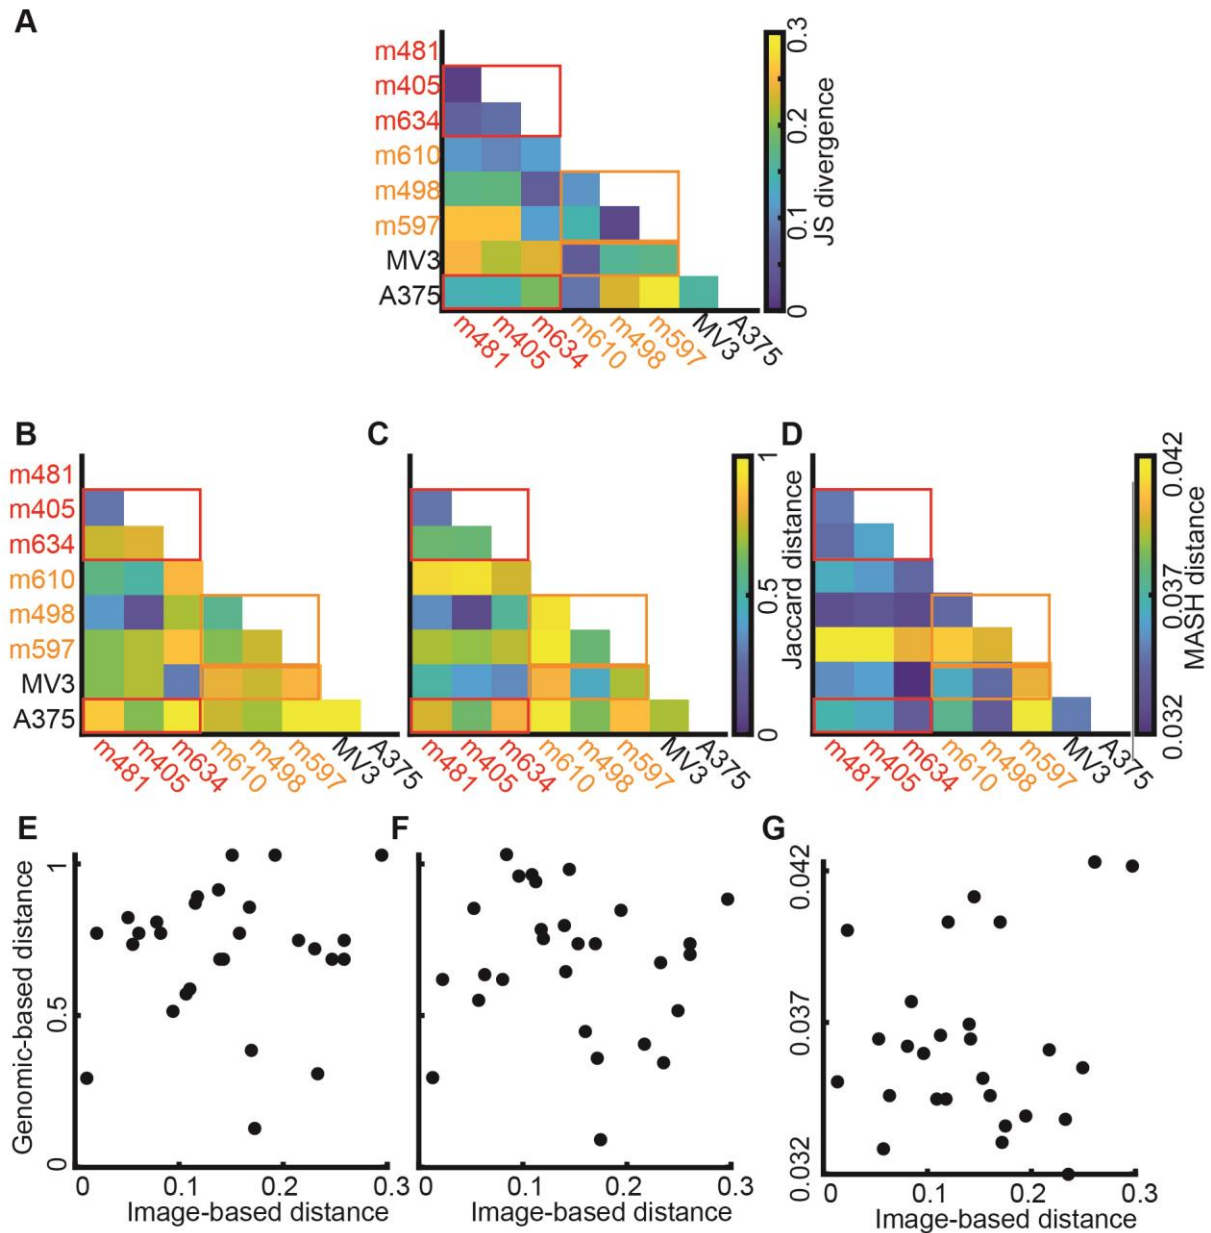 A
m481
m405
m634
m610
m498
m597
MV3
A375
m481
m405
m634
m610
m498
m597
MV3
A375
0.3
0.2
0.1
0
JS divergence
B
m481
m405
m634
m610
m498
m597
MV3
A375
m481
m405
m634
m610
m498
m597
MV3
A375
C
m481
m405
m634
m610
m498
m597
MV3
A375
1
0.5
0
Jaccard distance
D
m481
m405
m634
m610
m498
m597
MV3
A375
0.042
0.037
0.032
MASH distance
E
Genomic-based distance
1
0.5
0
0
0.1
0.2
0.3
Image-based distance
F
0
0.1
0.2
0.3
Image-based distance
G
0.042
0.037
0.032
0
0.1
0.2
0.3
Image-based distance